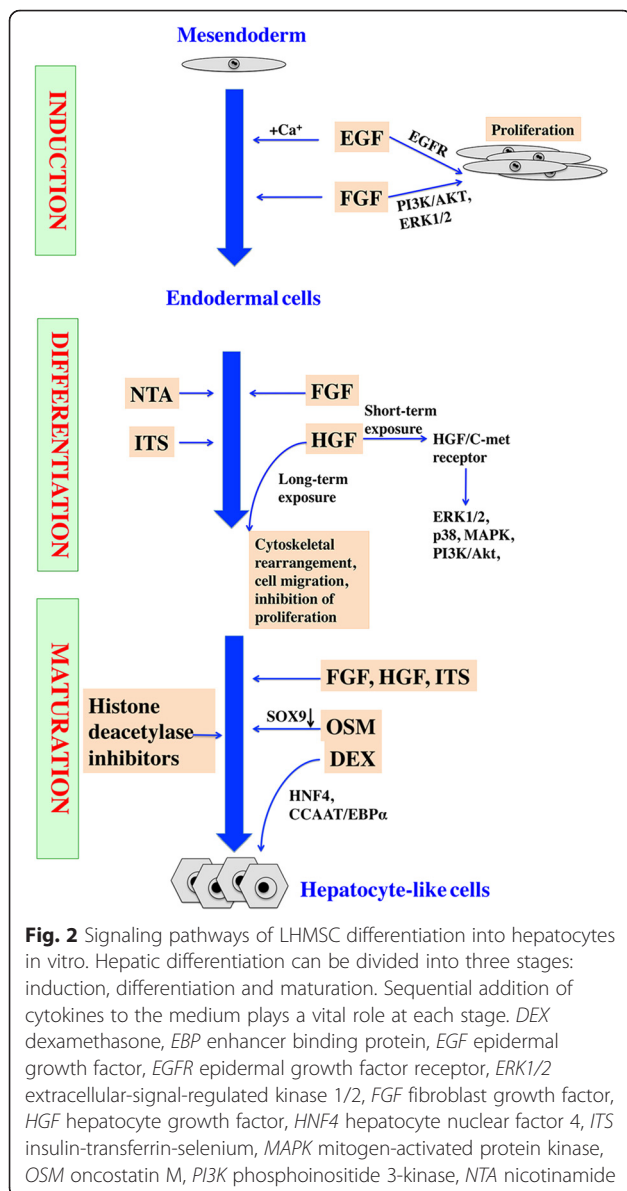 Mesendoderm
INDUCTION
+Ca⁺
EGF
EGFR
Proliferation
FGF
PI3K/AKT,
ERK1/2
Endodermal cells
DIFFERENTIATION
NTA
FGF
ITS
HGF
Short-term
exposure
HGF/C-met
receptor
Long-term
exposure
ERK1/2,
p38, MAPK,
PI3K/Akt,
Cytoskeletal
rearrangement,
cell migration,
inhibition of
proliferation
MATURATION
FGF, HGF, ITS
Histone
deacetylase
inhibitors
SOX9↓
OSM
DEX
HNF4,
CCAAT/EBPα
Hepatocyte-like cells
Fig. 2 Signaling pathways of LHMSC differentiation into hepatocytes
in vitro. Hepatic differentiation can be divided into three stages:
induction, differentiation and maturation. Sequential addition of
cytokines to the medium plays a vital role at each stage. DEX
dexamethasone, EBP enhancer binding protein, EGF epidermal
growth factor, EGFR epidermal growth factor receptor, ERK1/2
extracellular-signal-regulated kinase 1/2, FGF fibroblast growth factor,
HGF hepatocyte growth factor, HNF4 hepatocyte nuclear factor 4, ITS
insulin-transferrin-selenium, MAPK mitogen-activated protein kinase,
OSM oncostatin M, PI3K phosphoinositide 3-kinase, NTA nicotinamide